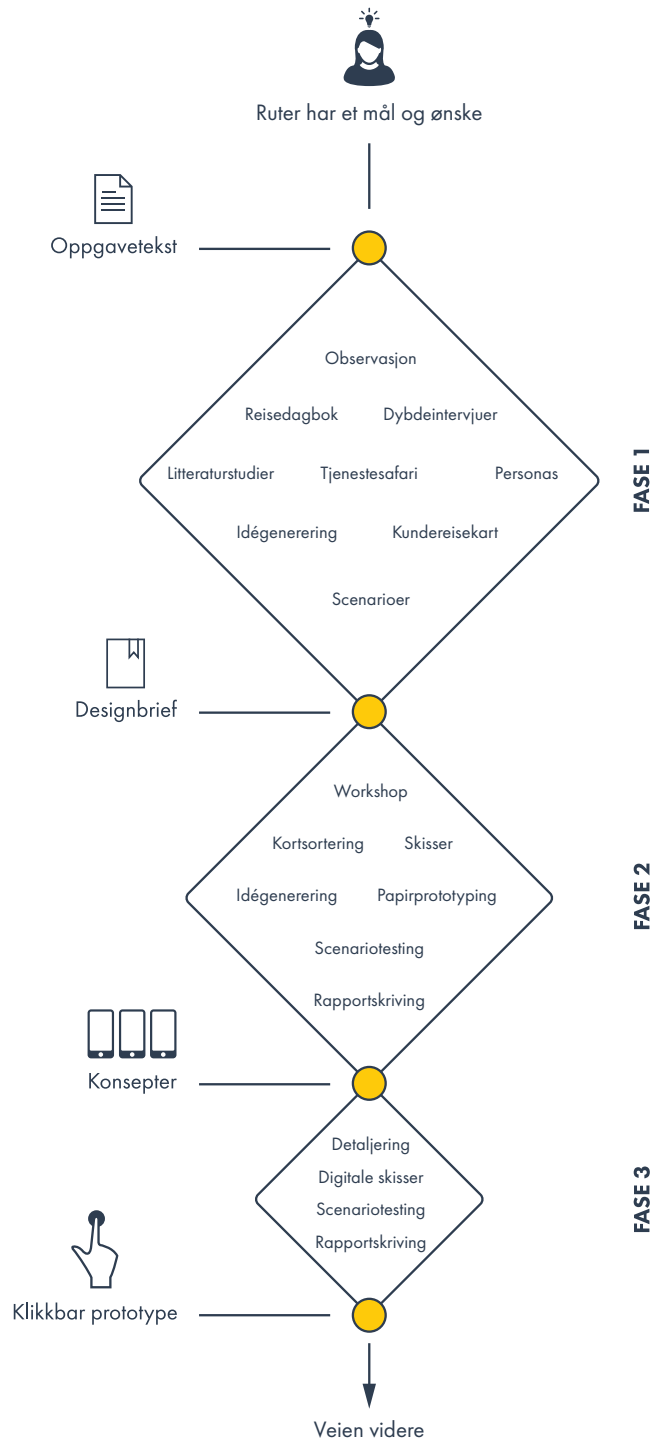 Ruter har et mål og ønske
Oppgavetekst
Observasjon
Reisedagbok Dybdeintervjuer
Litteraturstudier Tjenestesafari Personas
FASE 1
Idégenerering Kundereisekart
Scenarioer
Designbrief
Workshop
Kortsortering Skisser
Idégenerering Papirprototyping
FASE 2
Scenariotesting
Rapportskriving
Konsepter
Detaljering
Digitale skisser
FASE 3
Scenariotesting
Rapportskriving
Klikkbar prototype
Veien videre